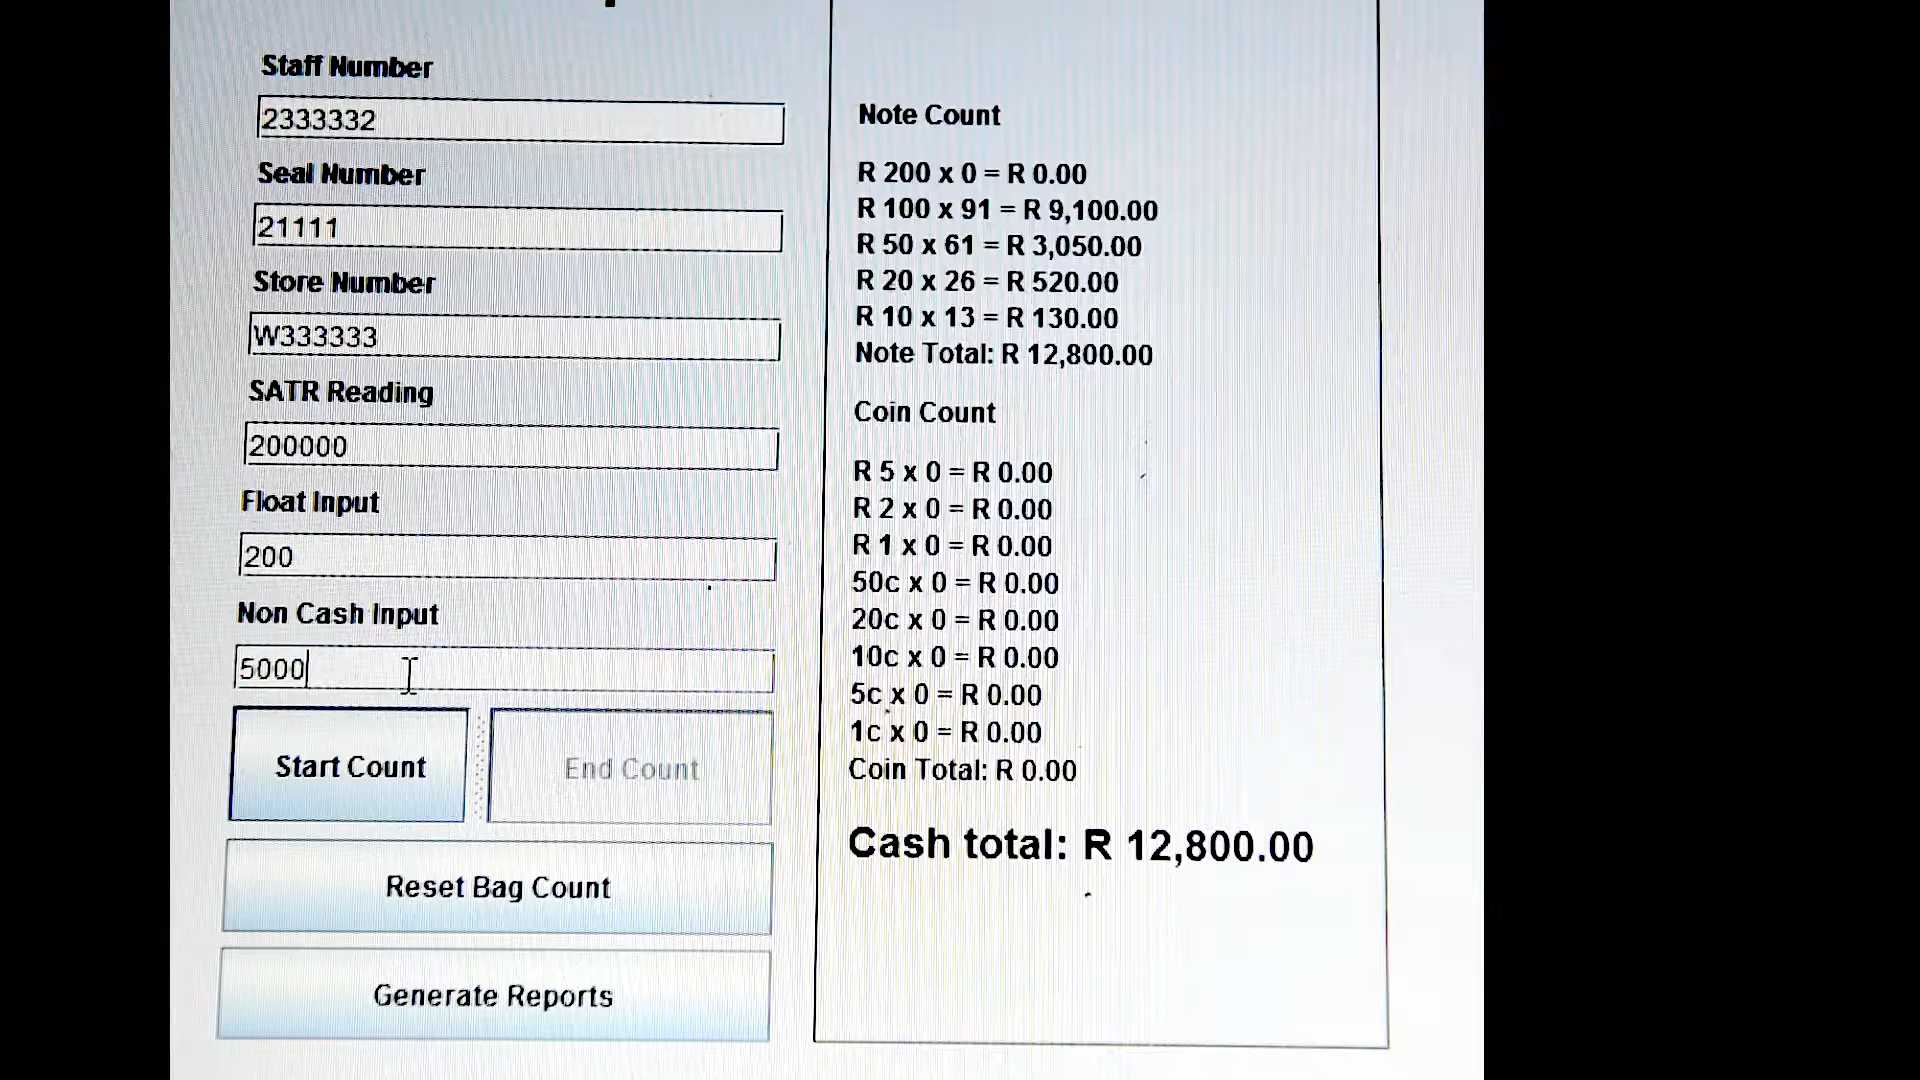 Staff Number
2333332
Seal Number
21111
Store Number
W333333
SATR Reading
200000
Float Input
200
Non Cash Input
5000
Start Count
End Count
Reset Bag Count
Generate Reports
Note Count
R 200 x 0 = R 0.00
R 100 x 91 = R 9,100.00
R 50 x 61 = R 3,050.00
R 20 x 26 = R 520.00
R 10 x 13 = R 130.00
Note Total: R 12,800.00
Coin Count
R 5 x 0 = R 0.00
R 2 x 0 = R 0.00
R 1 x 0 = R 0.00
50c x 0 = R 0.00
20c x 0 = R 0.00
10c x 0 = R 0.00
5c x 0 = R 0.00
1c x 0 = R 0.00
Coin Total: R 0.00
Cash total: R 12,800.00